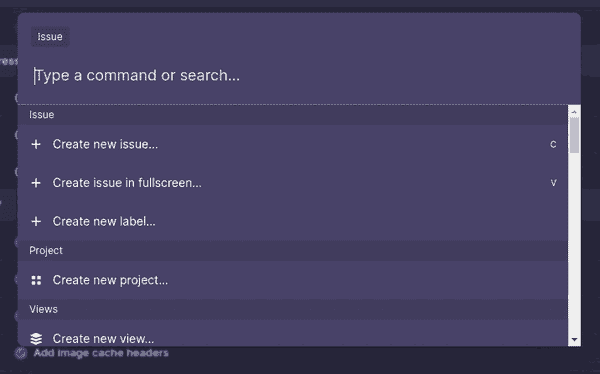 Issue
Type a command or search...
Issue
Create new issue... C
Create issue in fullscreen... V
Create new label...
Project
Create new project...
Views
Create new view...
Add image cache headers